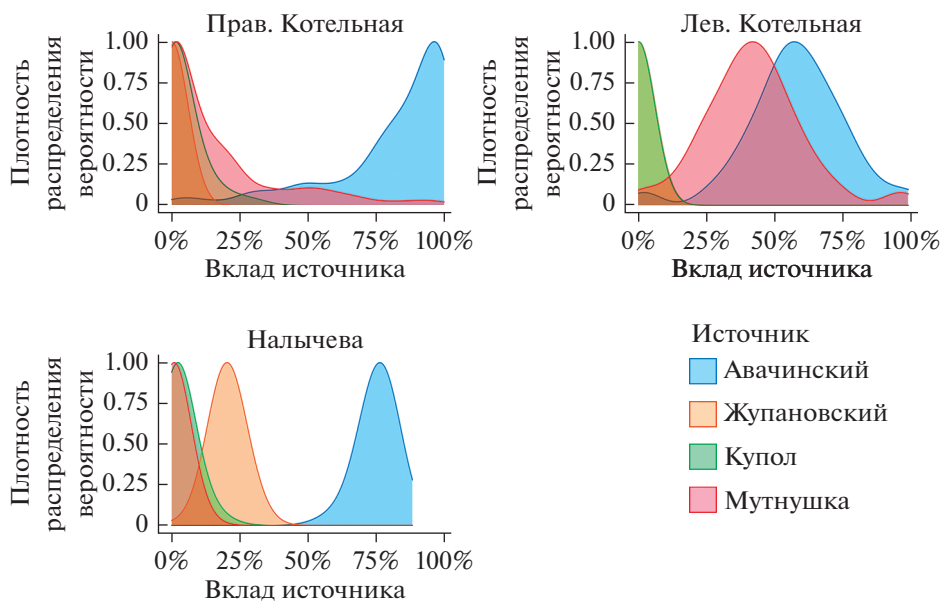 Прав. Котельная
Плотность
распределения
вероятности
1.00
0.75
0.50
0.25
0
0% 25% 50% 75% 100%
Вклад источника
Лев. Котельная
Плотность
распределения
вероятности
1.00
0.75
0.50
0.25
0
0% 25% 50% 75% 100%
Вклад источника
Налычева
Плотность
распределения
вероятности
1.00
0.75
0.50
0.25
0
0% 25% 50% 75% 100%
Вклад источника
Источник
Авачинский
Жупановский
Купол
Мутнушка